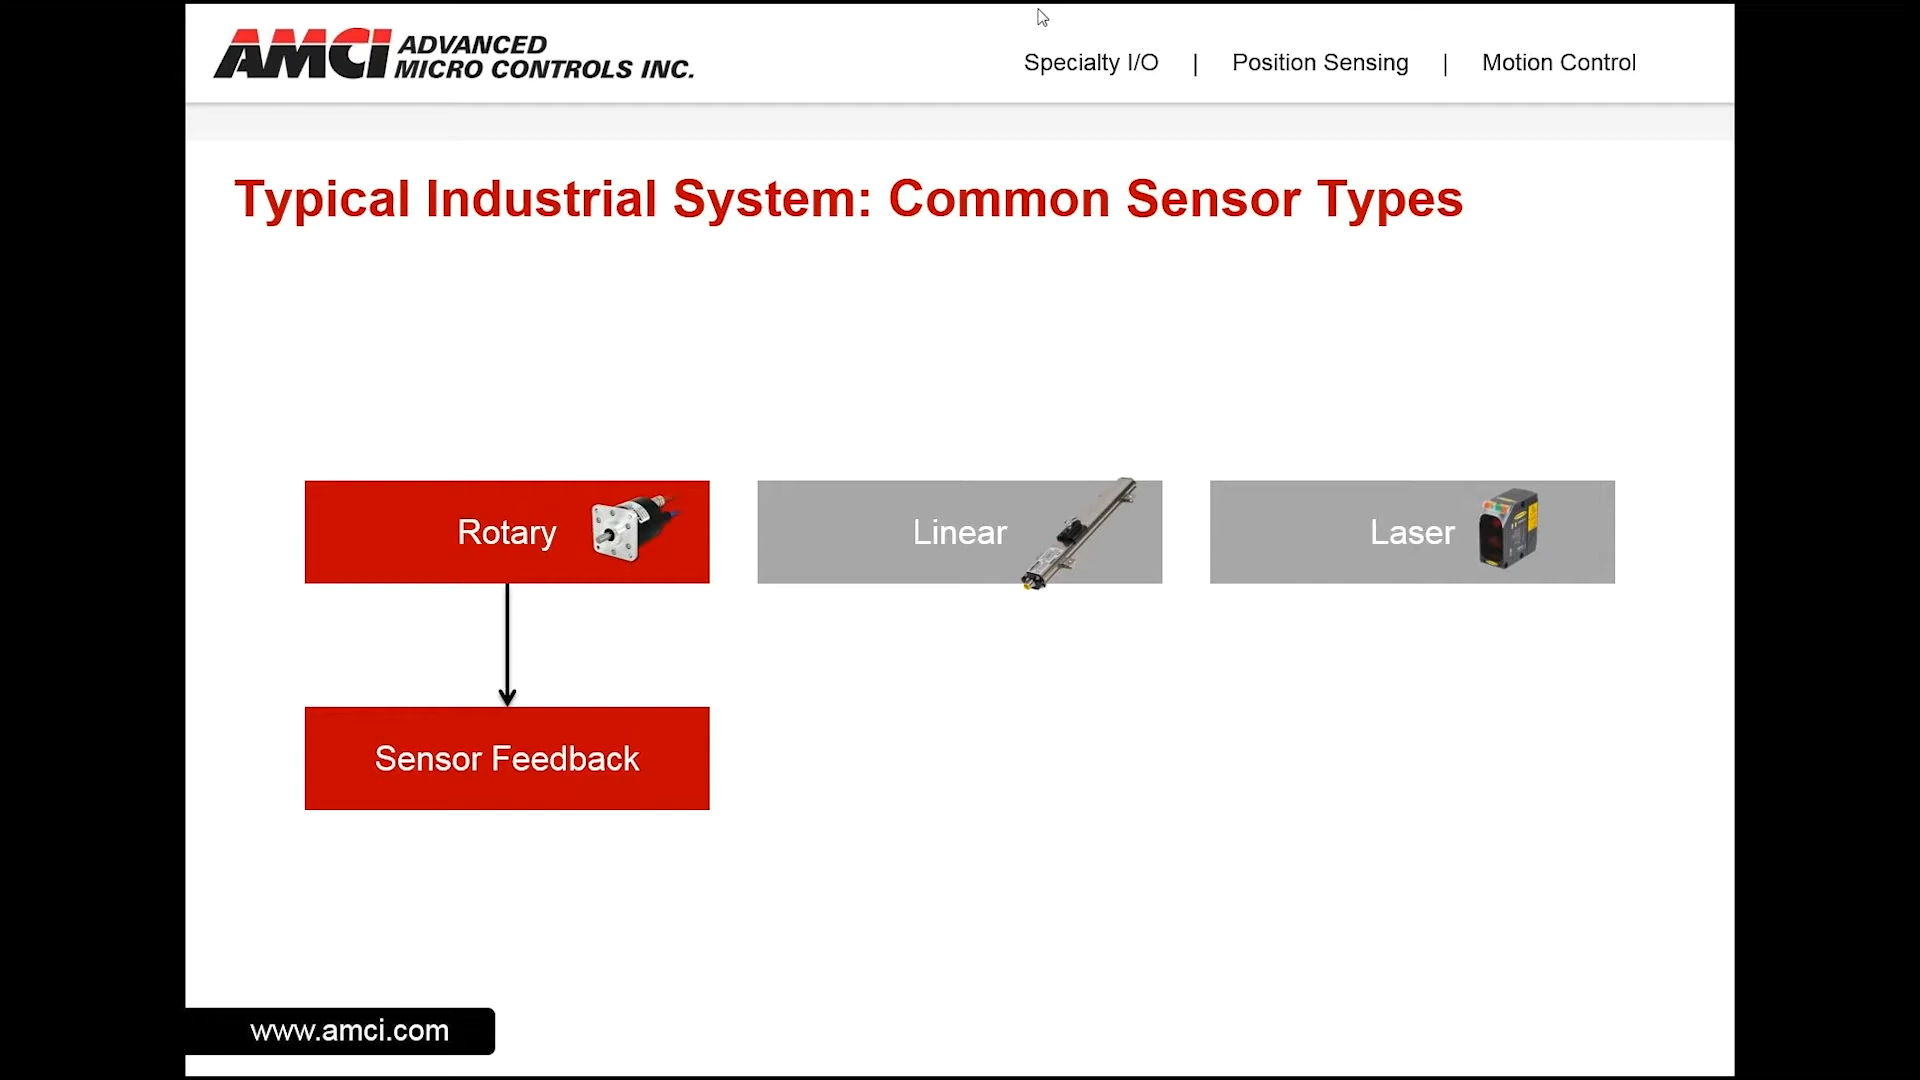 AMCI ADVANCED
MICRO CONTROLS INC.
Specialty I/O | Position Sensing | Motion Control
Typical Industrial System: Common Sensor Types
Rotary
Linear
Laser
Sensor Feedback
www.amci.com